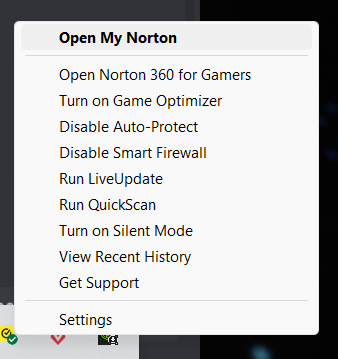 Open My Norton
Open Norton 360 for Gamers
Turn on Game Optimizer
Disable Auto-Protect
Disable Smart Firewall
Run LiveUpdate
Run QuickScan
Turn on Silent Mode
View Recent History
Get Support
Settings